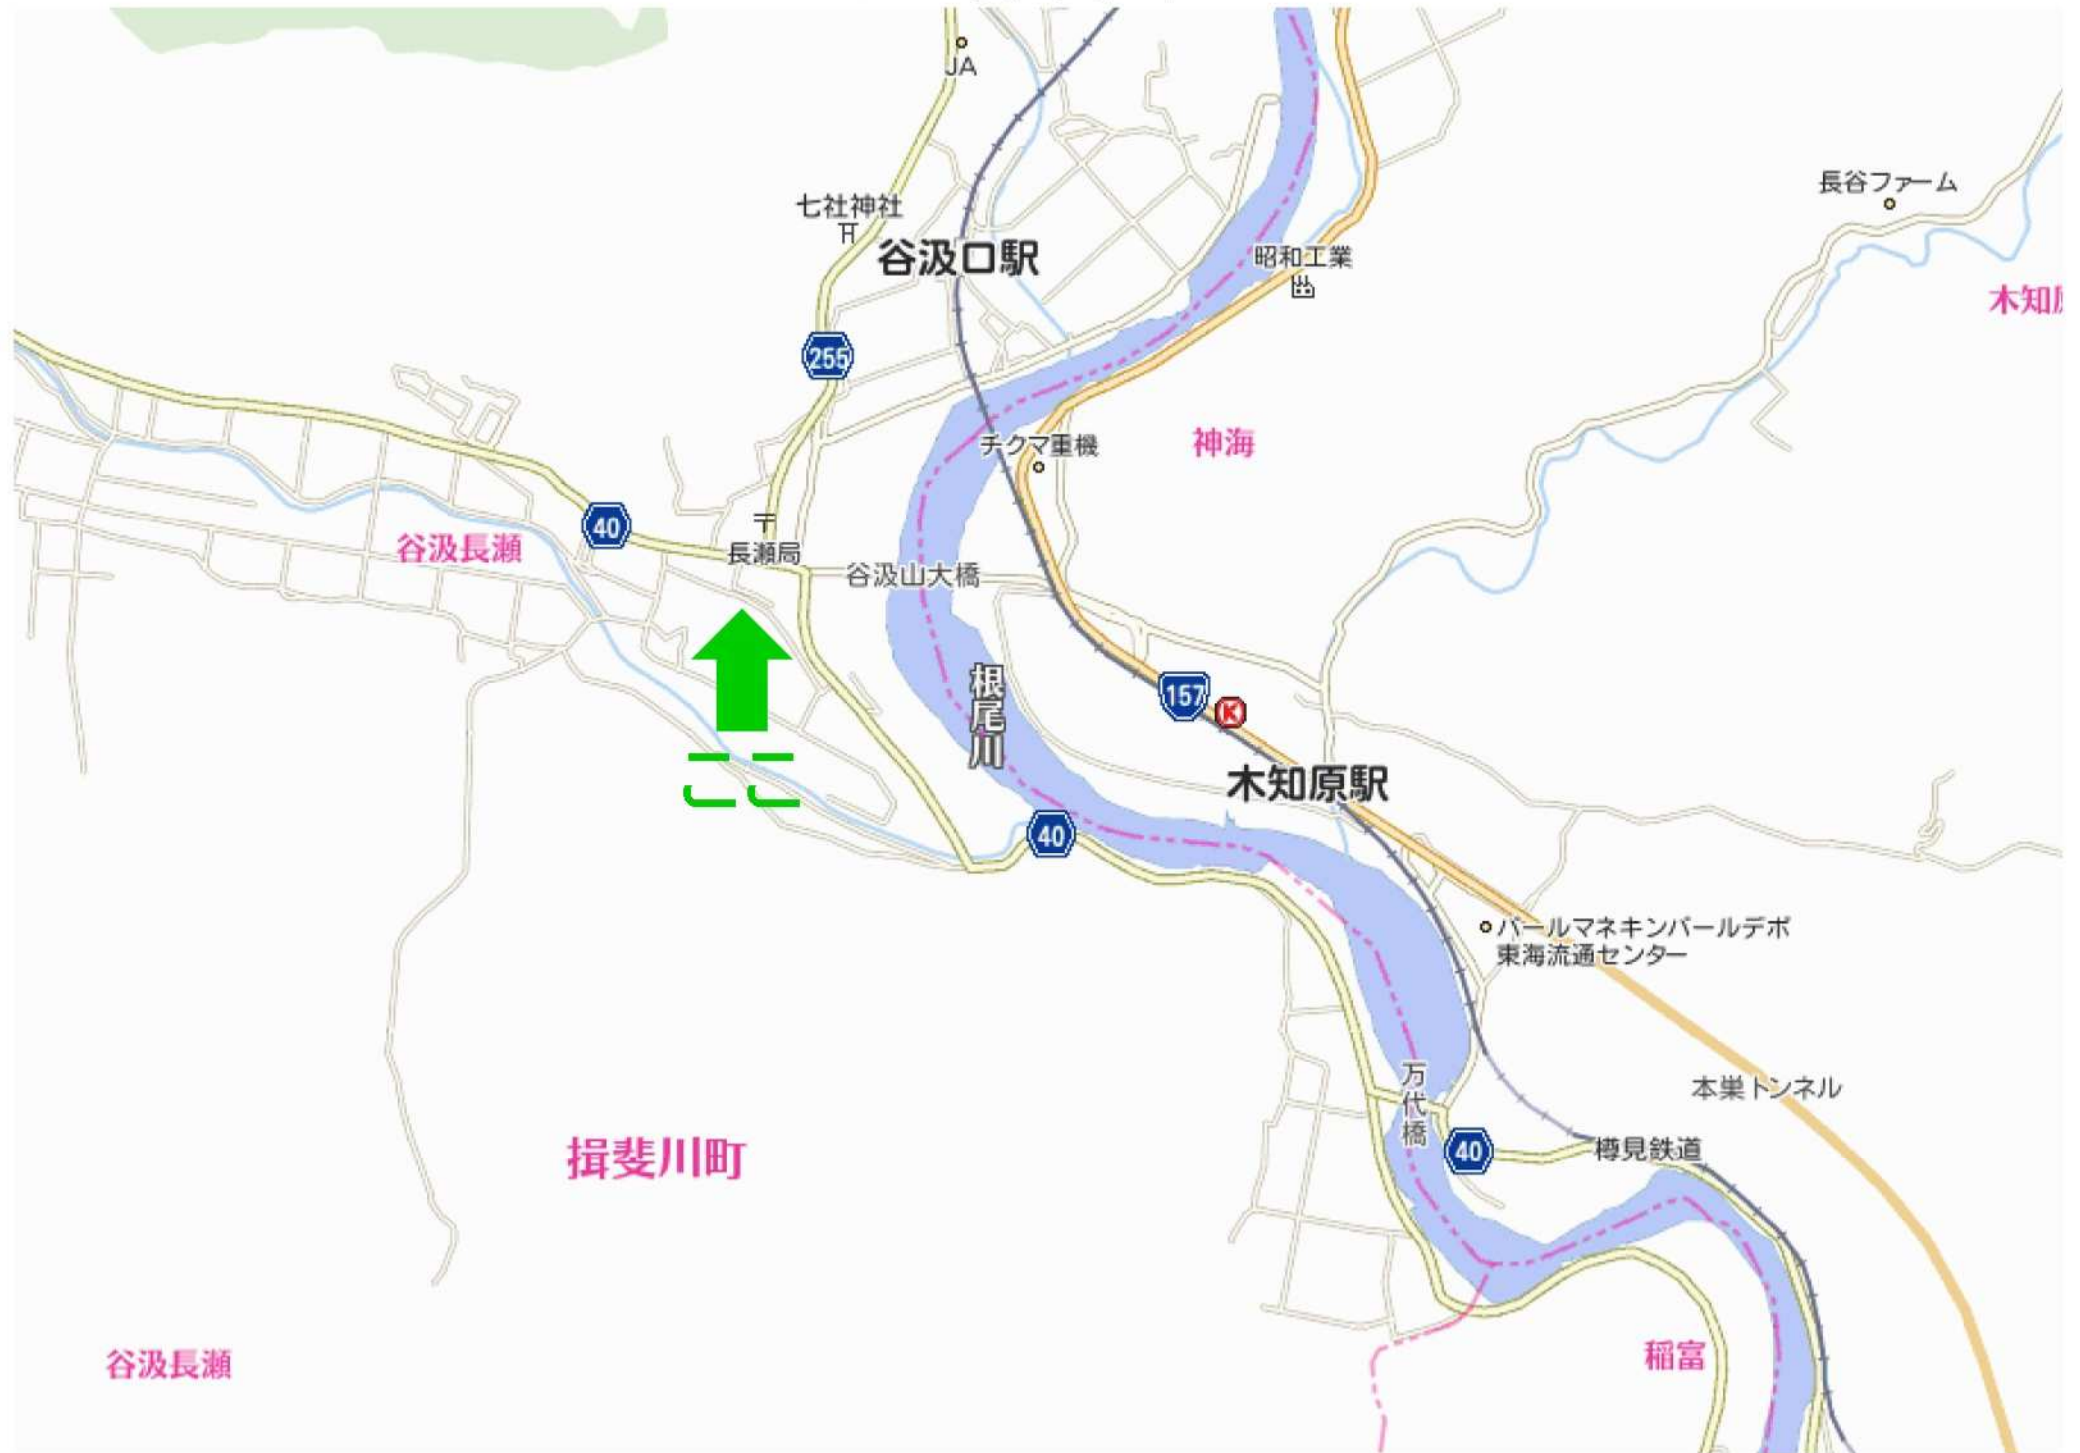 JA
七社神社
谷汲口駅
昭和工業
長谷ファーム
255
チクマ重機
神海
40
谷汲長瀬
長瀬局
谷汲山大橋
根尾川
157
K
ここ
木知原駅
40
パールマネキンパールデポ
東海流通センター
万代橋
本巣トンネル
40
樽見鉄道
揖斐川町
谷汲長瀬
稲富